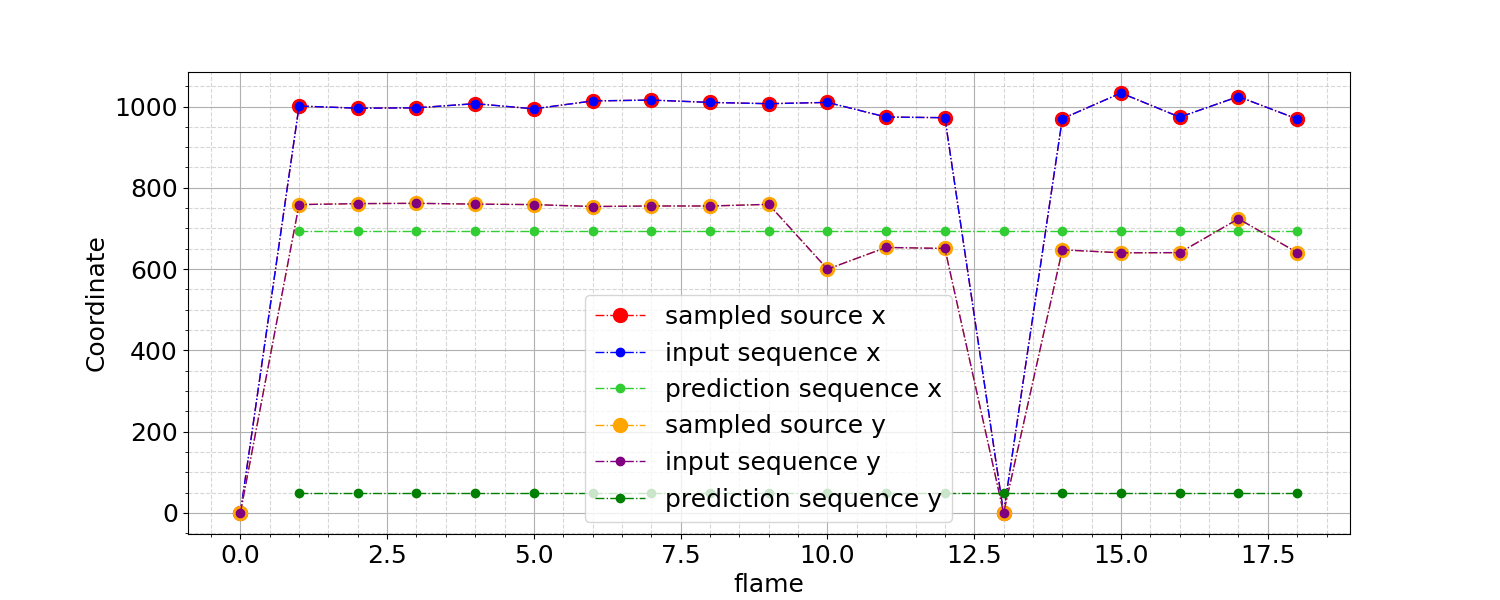 1000
800
600
400
200
0
Coordinate
sampled source x
input sequence x
prediction sequence x
sampled source y
input sequence y
prediction sequence y
0.0 2.5 5.0 7.5 10.0 12.5 15.0 17.5
flame